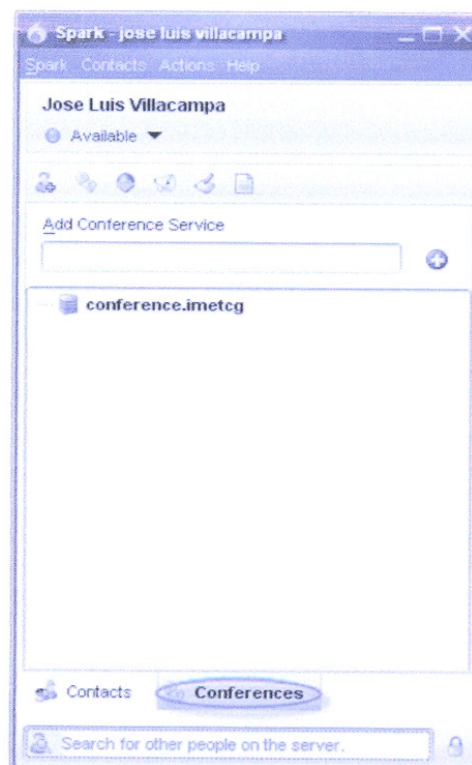 Spark - jose luis villacampa
Spark Contacts Actions Help
Jose Luis Villacampa
Available
Add Conference Service
conference.imetcg
Contacts Conferences
Search for other people on the server.